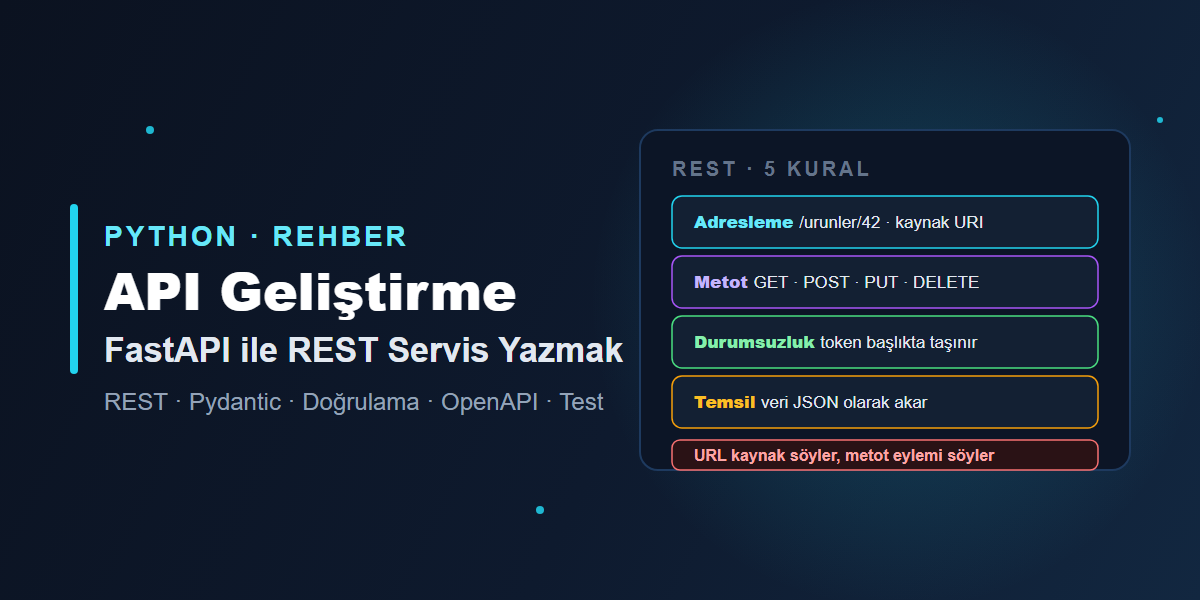 PYTHON · REHBER
API Geliştirme
FastAPI ile REST Servis Yazmak
REST · Pydantic · Doğrulama · OpenAPI · Test
REST · 5 KURAL
Adresleme /urunler/42 · kaynak URI
Metot GET · POST · PUT · DELETE
Durumsuzluk token başlıkta taşınır
Temsil veri JSON olarak akar
URL kaynak söyler, metot eylemi söyler